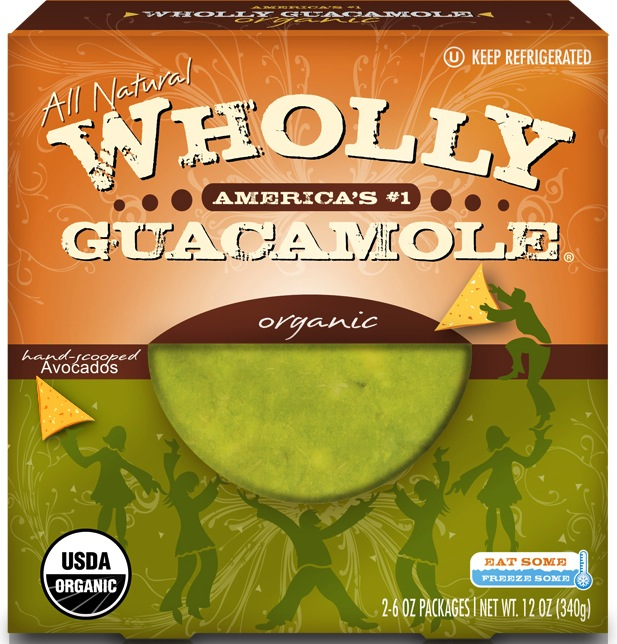 AMERICA'S #1
WHOLLY GUACAMOLE
organic
Ⓤ KEEP REFRIGERATED
All Natural
WHOLLY
AMERICA'S #1
GUACAMOLE®
organic
hand-scooped
Avocados
USDA
ORGANIC
EAT SOME
FREEZE SOME
2-6 OZ PACKAGES | NET WT. 12 OZ (340g)